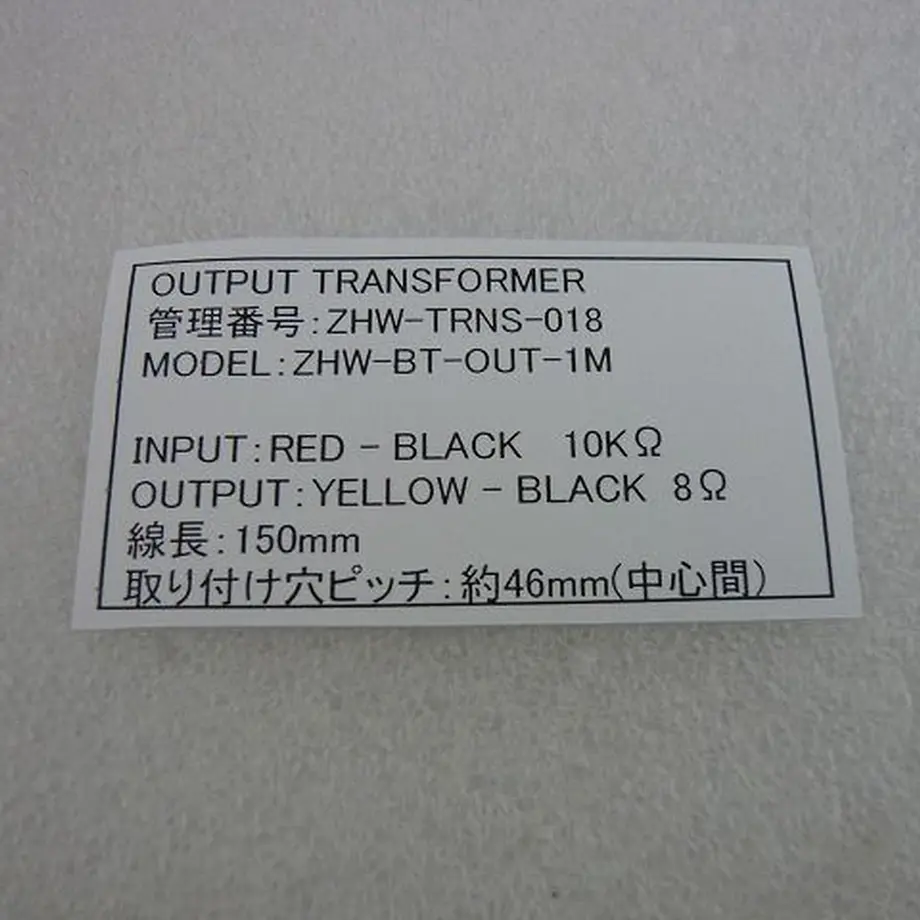 OUTPUT TRANSFORMER
管理番号:ZHW-TRNS-018
MODEL:ZHW-BT-OUT-1M
INPUT:RED - BLACK 10KΩ
OUTPUT:YELLOW - BLACK 8Ω
線長:150mm
取り付け穴ピッチ:約46mm(中心間)